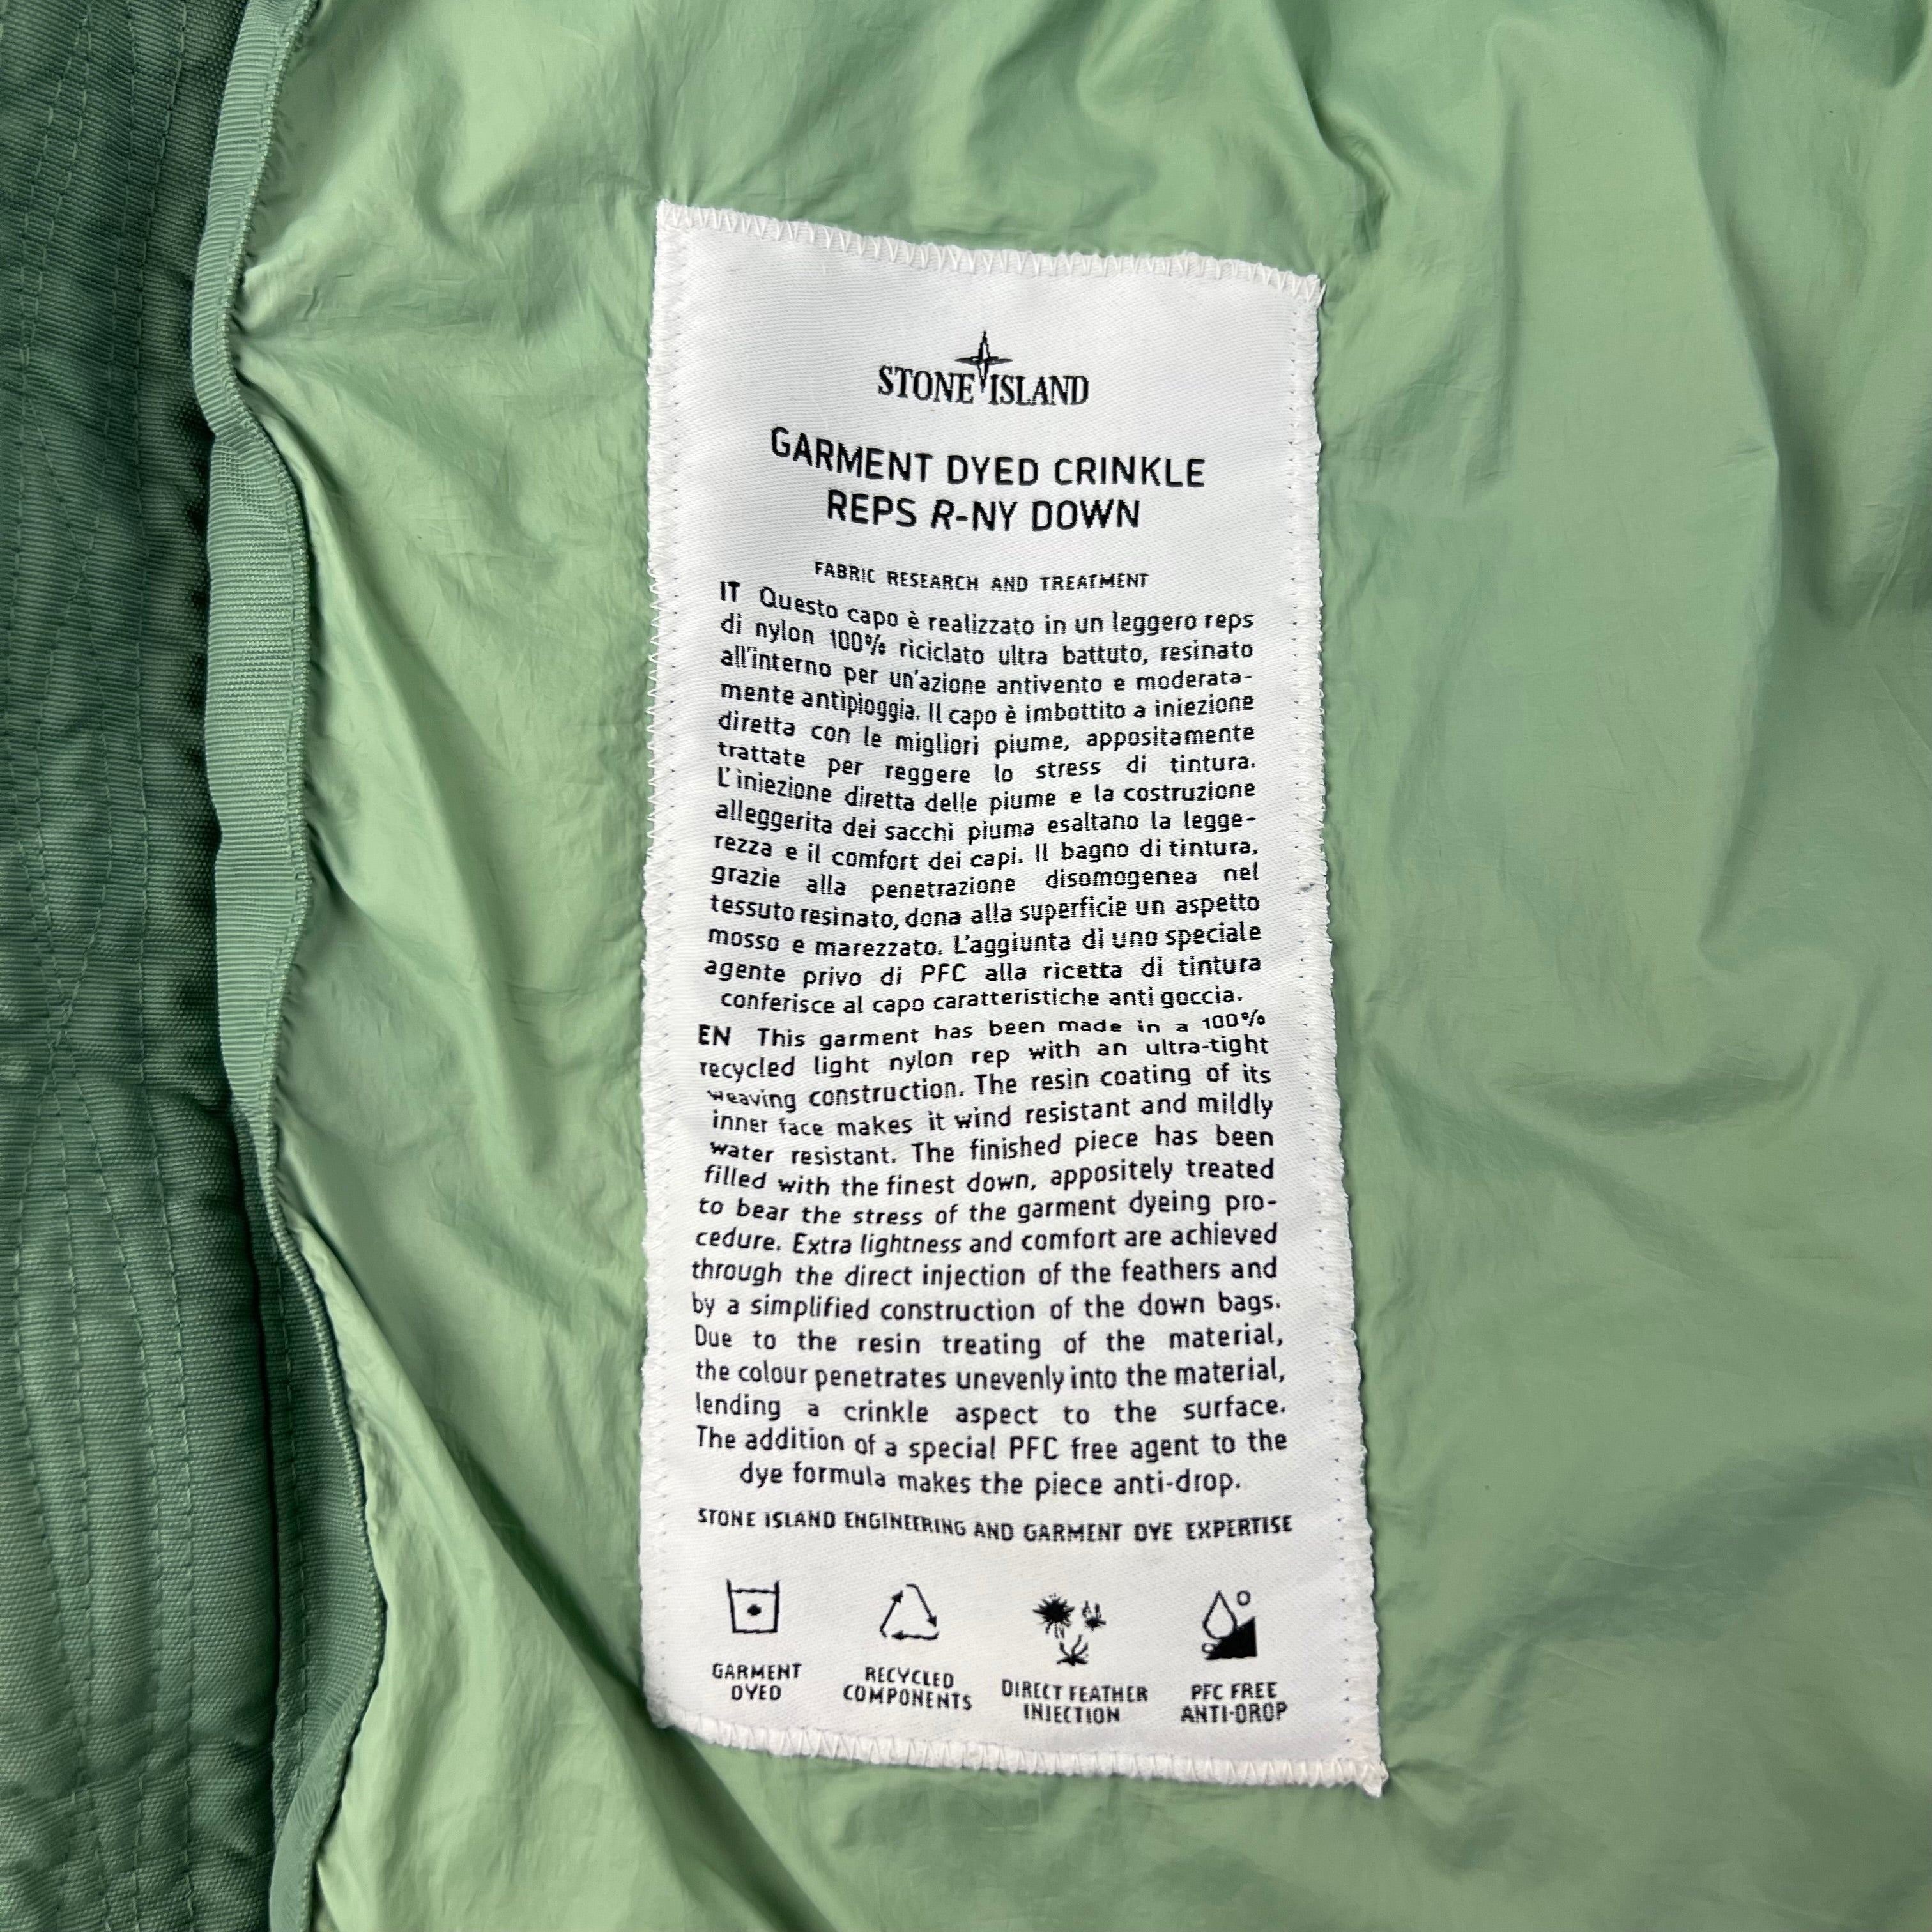 STONE ISLAND
GARMENT DYED CRINKLE
REPS R-NY DOWN
FABRIC RESEARCH AND TREATMENT
IT Questo capo è realizzato in un leggero reps
di nylon 100% riciclato ultra battuto, resinato
all'interno per un'azione antivento e moderata-
mente antipioggia. Il capo è imbottito a iniezione
diretta con le migliori piume, appositamente
trattate per reggere lo stress di tintura.
L'iniezione diretta delle piume e la costruzione
alleggerita dei sacchi piuma esaltano la legge-
rezza e il comfort dei capi. Il bagno di tintura,
grazie alla penetrazione disomogenea nel
tessuto resinato, dona alla superficie un aspetto
mosso e marezzato. L'aggiunta di uno speciale
agente privo di PFC alla ricetta di tintura
conferisce al capo caratteristiche anti goccia.
EN This garment has been made in a 100%
recycled light nylon rep with an ultra-tight
weaving construction. The resin coating of its
inner face makes it wind resistant and mildly
water resistant. The finished piece has been
filled with the finest down, appositely treated
to bear the stress of the garment dyeing pro-
cedure. Extra lightness and comfort are achieved
through the direct injection of the feathers and
by a simplified construction of the down bags.
Due to the resin treating of the material,
the colour penetrates unevenly into the material,
lending a crinkle aspect to the surface.
The addition of a special PFC free agent to the
dye formula makes the piece anti-drop.
STONE ISLAND ENGINEERING AND GARMENT DYE EXPERTISE
GARMENT
DYED
RECYCLED
COMPONENTS
DIRECT FEATHER
INJECTION
PFC FREE
ANTI-DROP